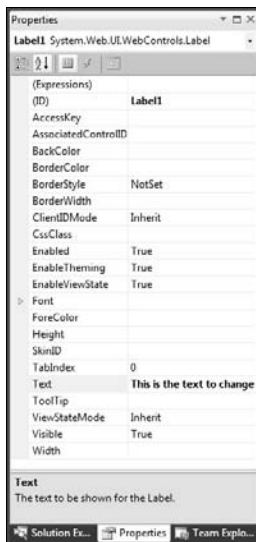 Properties
Label1 System.Web.UI.WebControls.Label
(Expressions)
(ID) Label1
AccessKey
AssociatedControlID
BackColor
BorderColor
BorderStyle NotSet
BorderWidth
ClientIDMode Inherit
CssClass
Enabled True
EnableTheming True
EnableViewState True
Font
ForeColor
Height
SkinID
TabIndex 0
Text This is the text to change
ToolTip
ViewStateMode Inherit
Visible True
Width
Text
The text to be shown for the Label.
Solution Ex... Properties Team Explo...